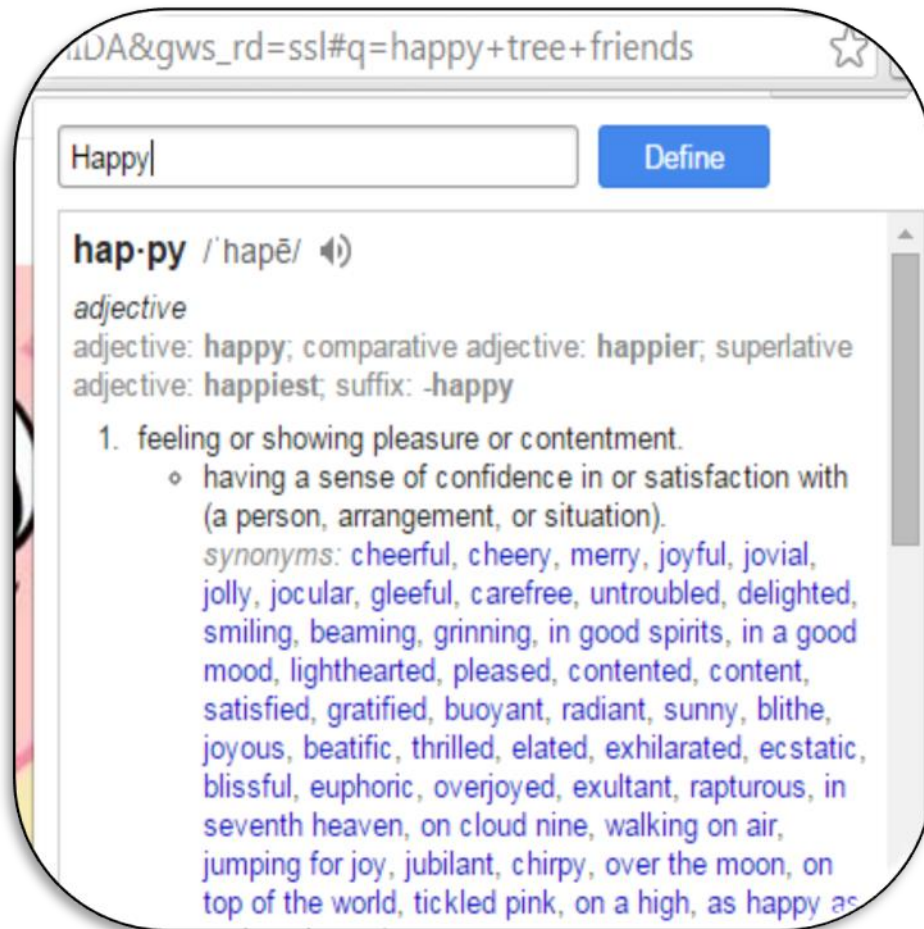 IDA&gws_rd=ssl#q=happy+tree+friends
Happy
Define
hap·py /ˈhapē/
adjective
adjective: happy; comparative adjective: happier; superlative
adjective: happiest; suffix: -happy
1. feeling or showing pleasure or contentment.
having a sense of confidence in or satisfaction with
(a person, arrangement, or situation).
synonyms: cheerful, cheery, merry, joyful, jovial,
jolly, jocular, gleeful, carefree, untroubled, delighted,
smiling, beaming, grinning, in good spirits, in a good
mood, lighthearted, pleased, contented, content,
satisfied, gratified, buoyant, radiant, sunny, blithe,
joyous, beatific, thrilled, elated, exhilarated, ecstatic,
blissful, euphoric, overjoyed, exultant, rapturous, in
seventh heaven, on cloud nine, walking on air,
jumping for joy, jubilant, chirpy, over the moon, on
top of the world, tickled pink, on a high, as happy as